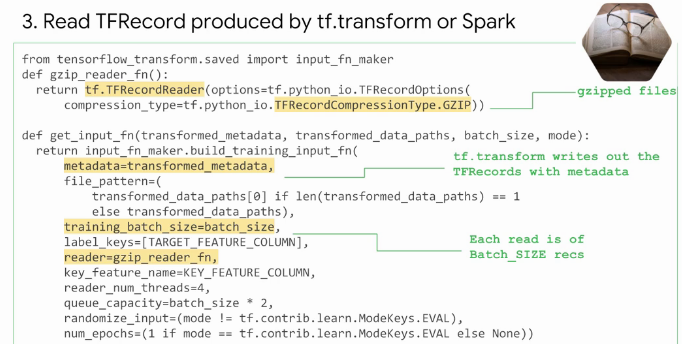 3. Read TFRecord produced by tf.transform or Spark
from tensorflow_transform.saved import input_fn_maker
def gzip_reader_fn():
  return tf.TFRecordReader(options=tf.python_io.TFRecordOptions(
      compression_type=tf.python_io.TFRecordCompressionType.GZIP))
gzipped files
def get_input_fn(transformed_metadata, transformed_data_paths, batch_size, mode):
  return input_fn_maker.build_training_input_fn(
      metadata=transformed_metadata,
      file_pattern=(
          transformed_data_paths[0] if len(transformed_data_paths) == 1
          else transformed_data_paths),
      training_batch_size=batch_size,
      label_keys=[TARGET_FEATURE_COLUMN],
      reader=gzip_reader_fn,
      key_feature_name=KEY_FEATURE_COLUMN,
      reader_num_threads=4,
      queue_capacity=batch_size * 2,
      randomize_input=(mode != tf.contrib.learn.ModeKeys.EVAL),
      num_epochs=(1 if mode == tf.contrib.learn.ModeKeys.EVAL else None))
tf.transform writes out the
TFRecords with metadata
Each read is of
Batch_SIZE recs